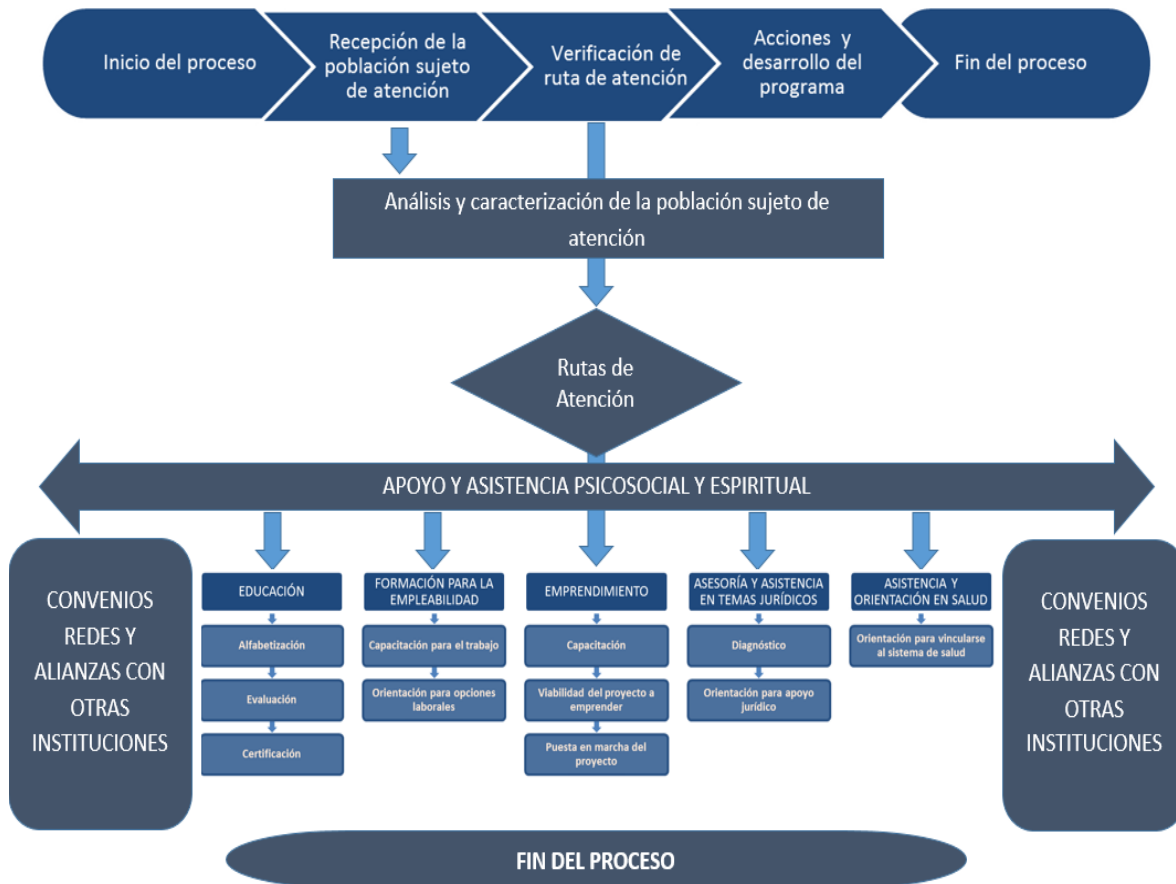 Inicio del proceso
Recepción de la
población sujeto
de atención
Verificación de
ruta de atención
Acciones y
desarrollo del
programa
Fin del proceso
Análisis y caracterización de la población sujeto de
atención
Rutas de
Atención
APOYO Y ASISTENCIA PSICOSOCIAL Y ESPIRITUAL
CONVENIOS
REDES Y
ALIANZAS CON
OTRAS
INSTITUCIONES
EDUCACIÓN
Alfabetización
Evaluación
Certificación
FORMACIÓN PARA LA
EMPLEABILIDAD
Capacitación para el trabajo
Orientación para opciones
laborales
EMPRENDIMIENTO
Capacitación
Viabilidad del proyecto a
emprender
Puesta en marcha del
proyecto
ASESORÍA Y ASISTENCIA
EN TEMAS JURÍDICOS
Diagnóstico
Orientación para apoyo
jurídico
ASISTENCIA Y
ORIENTACIÓN EN SALUD
Orientación para vincularse
al sistema de salud
CONVENIOS
REDES Y
ALIANZAS CON
OTRAS
INSTITUCIONES
FIN DEL PROCESO